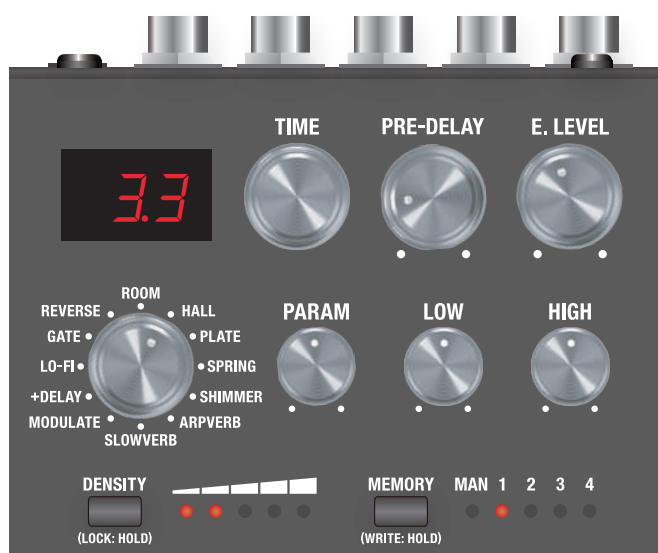 TIME PRE-DELAY E. LEVEL
3.3
ROOM
REVERSE HALL
GATE PLATE
LO-FI SPRING
+DELAY SHIMMER
MODULATE ARPVERB
SLOWVERB
PARAM LOW HIGH
DENSITY
(LOCK: HOLD)
MEMORY
(WRITE: HOLD)
MAN 1 2 3 4